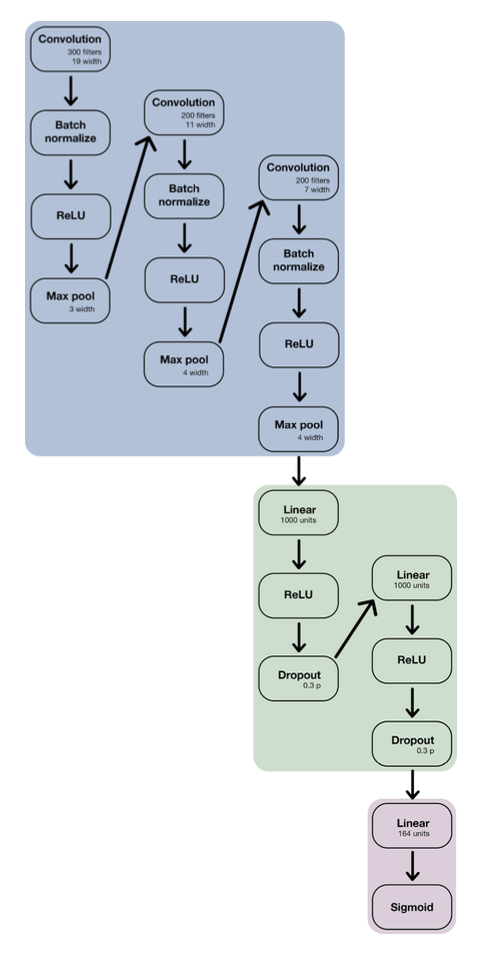 Convolution
300 filters
19 width
Batch
normalize
ReLU
Max pool
3 width
Convolution
200 filters
11 width
Batch
normalize
ReLU
Max pool
4 width
Convolution
200 filters
7 width
Batch
normalize
ReLU
Max pool
4 width
Linear
1000 units
ReLU
Dropout
0.3 p
Linear
1000 units
ReLU
Dropout
0.3 p
Linear
164 units
Sigmoid